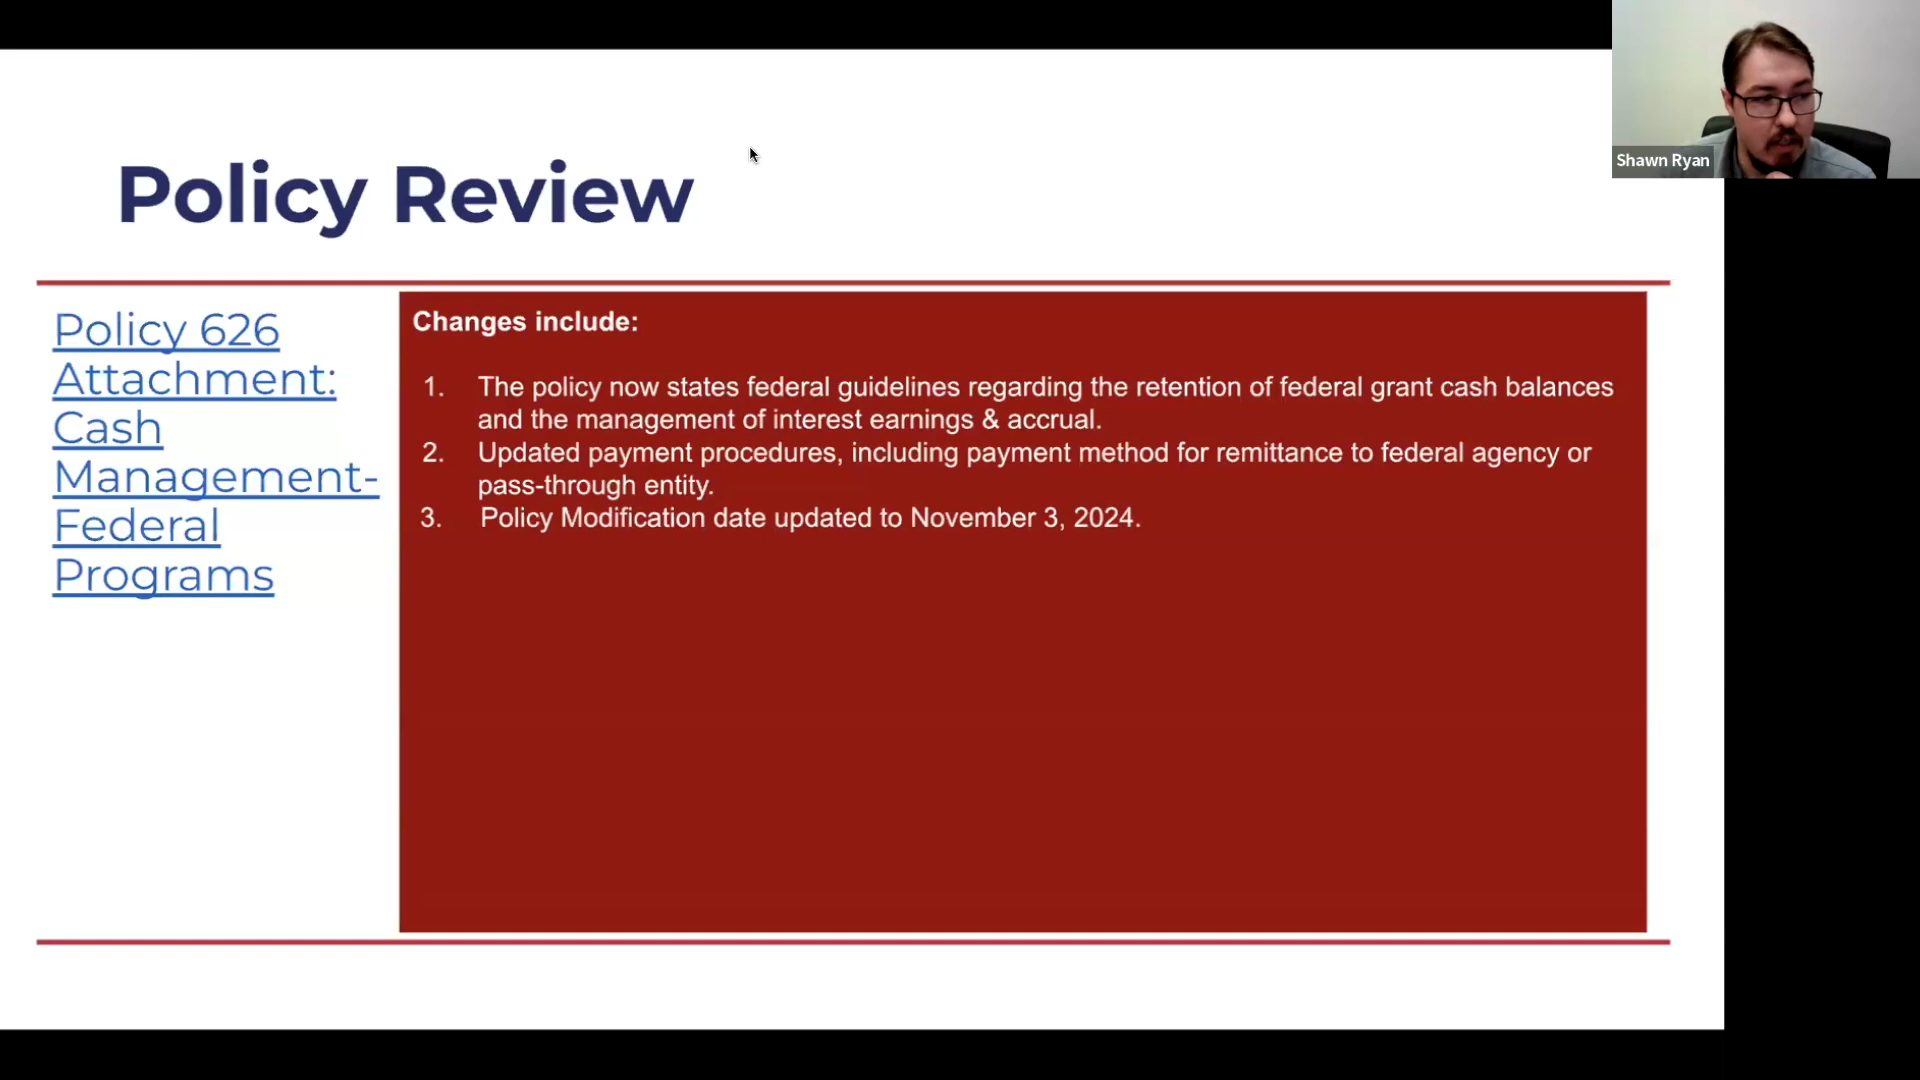 Policy Review
Shawn Ryan
Policy 626
Attachment:
Cash
Management-
Federal
Programs
Changes include:
1. The policy now states federal guidelines regarding the retention of federal grant cash balances
and the management of interest earnings & accrual.
2. Updated payment procedures, including payment method for remittance to federal agency or
pass-through entity.
3. Policy Modification date updated to November 3, 2024.